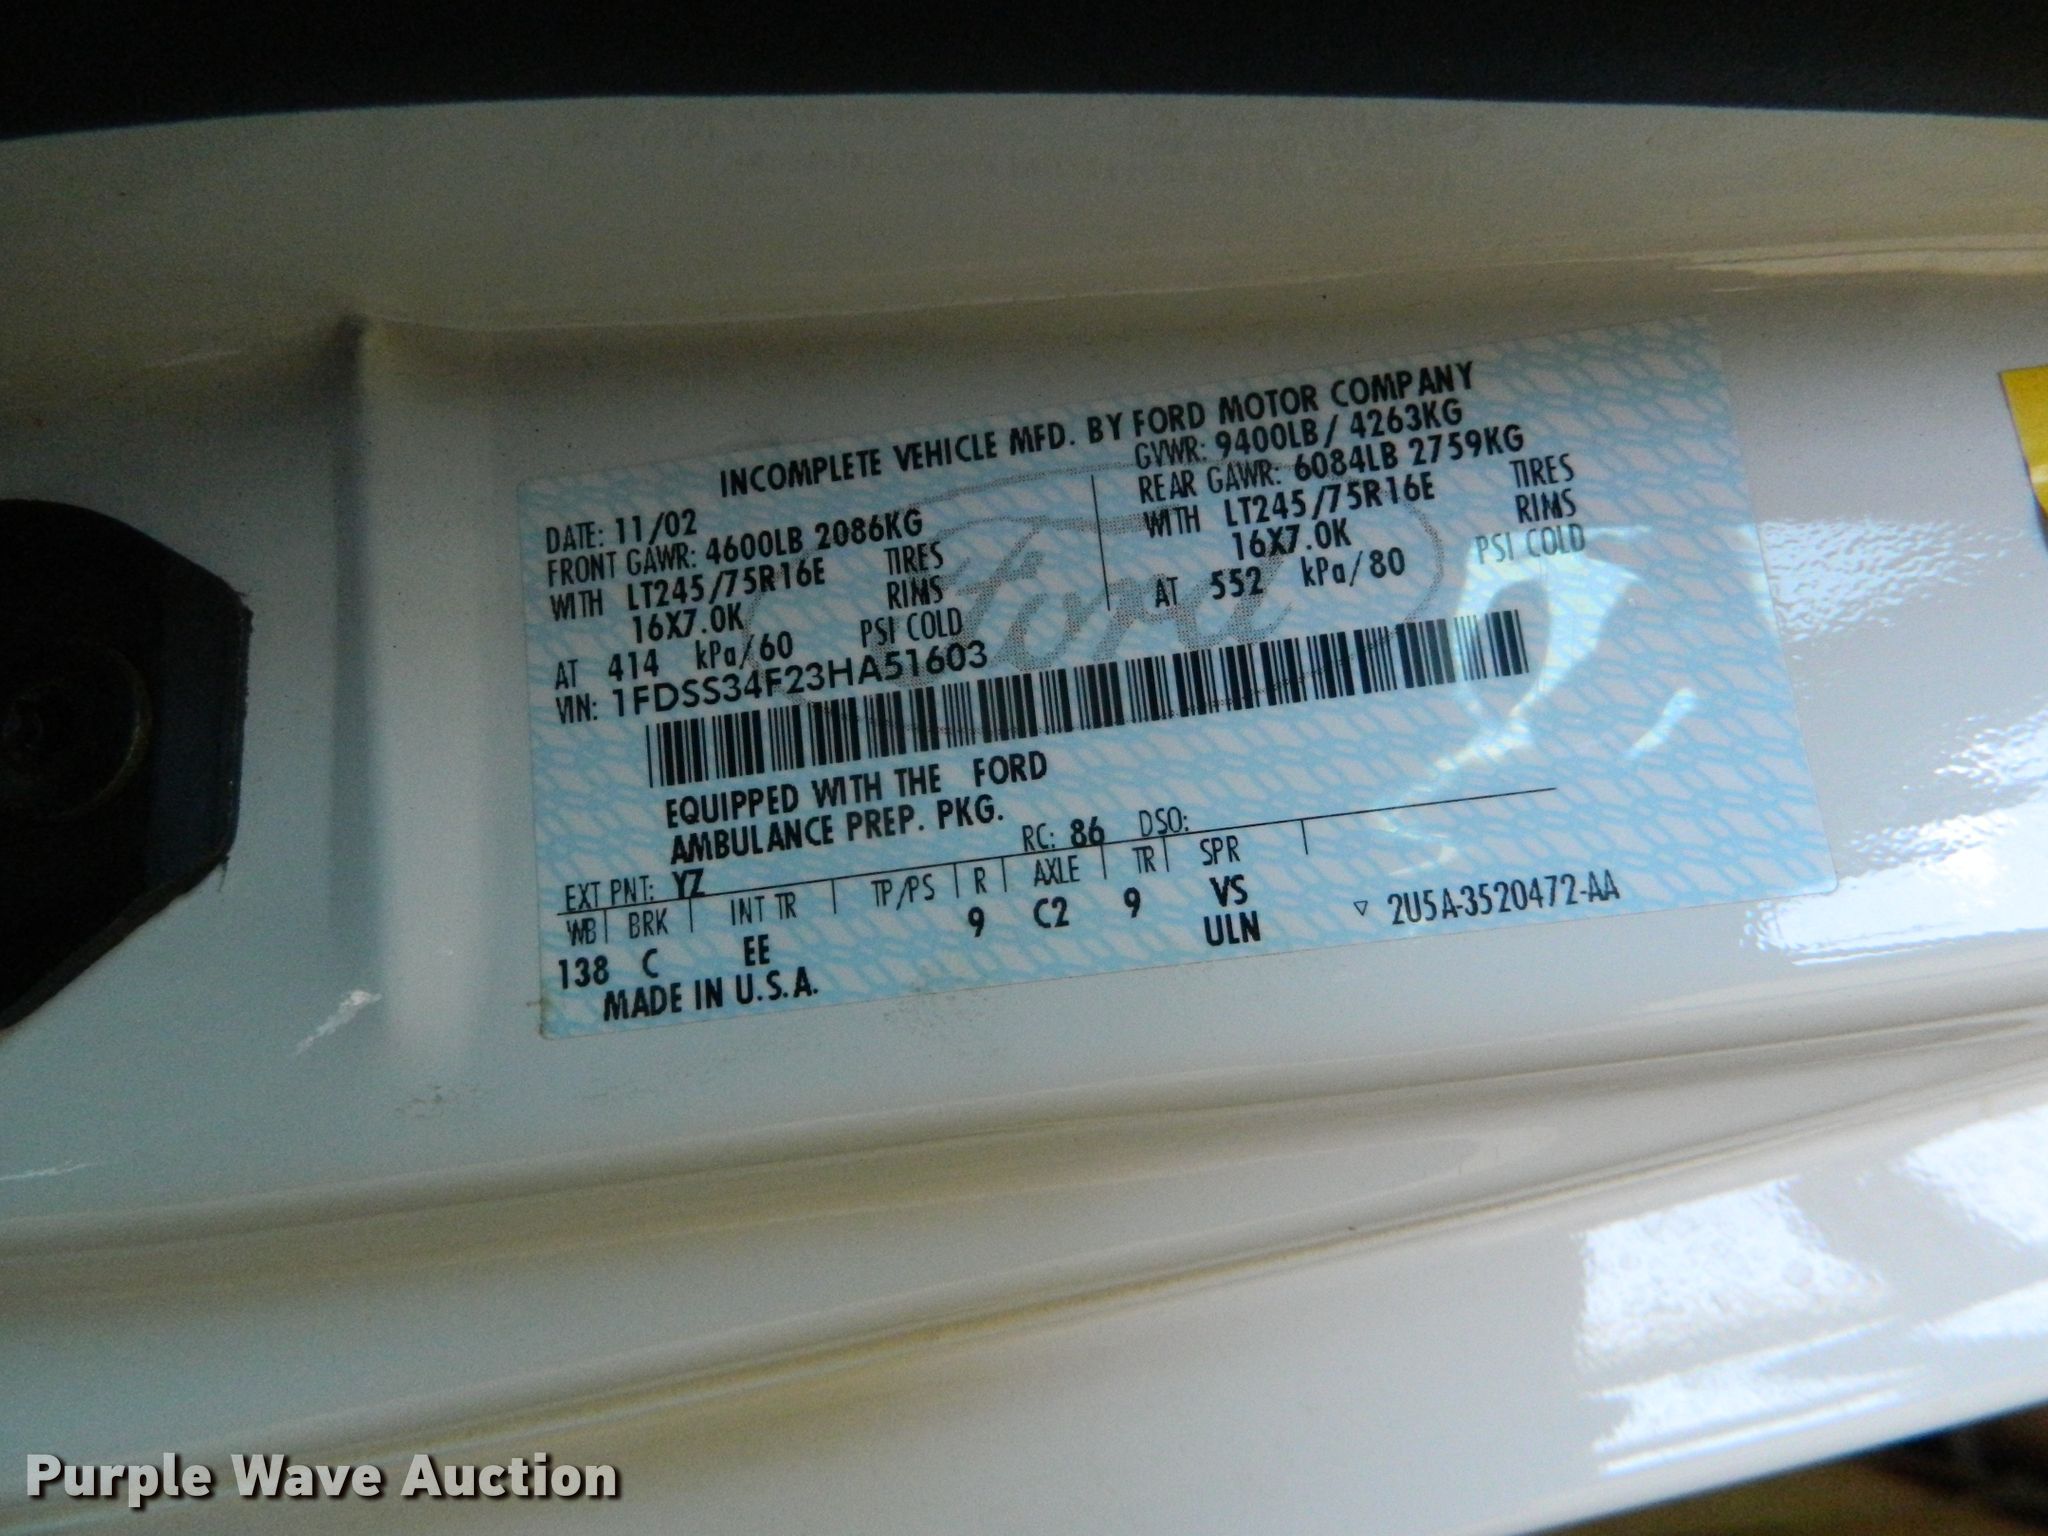 INCOMPLETE VEHICLE MFD. BY FORD MOTOR COMPANY
DATE: 11/02
GVWR: 9400LB / 4263KG
FRONT GAWR: 4600LB 2086KG
REAR GAWR: 6084LB 2759KG
WITH LT245/75R16E TIRES
WITH LT245/75R16E TIRES
16X7.0K RIMS
16X7.0K RIMS
AT 414 kPa/60 PSI COLD
AT 552 kPa/80 PSI COLD
VIN: 1FDSS34F23HA51603
Ford
EQUIPPED WITH THE FORD
AMBULANCE PREP. PKG.
EXT PNT: YZ RC: 86 DSO:
WB BRK INT TR TP/PS R AXLE TR SPR
138 C EE 9 C2 9 VS
ULN
MADE IN U.S.A.
▽ 2U5A-3520472-AA
Purple Wave Auction